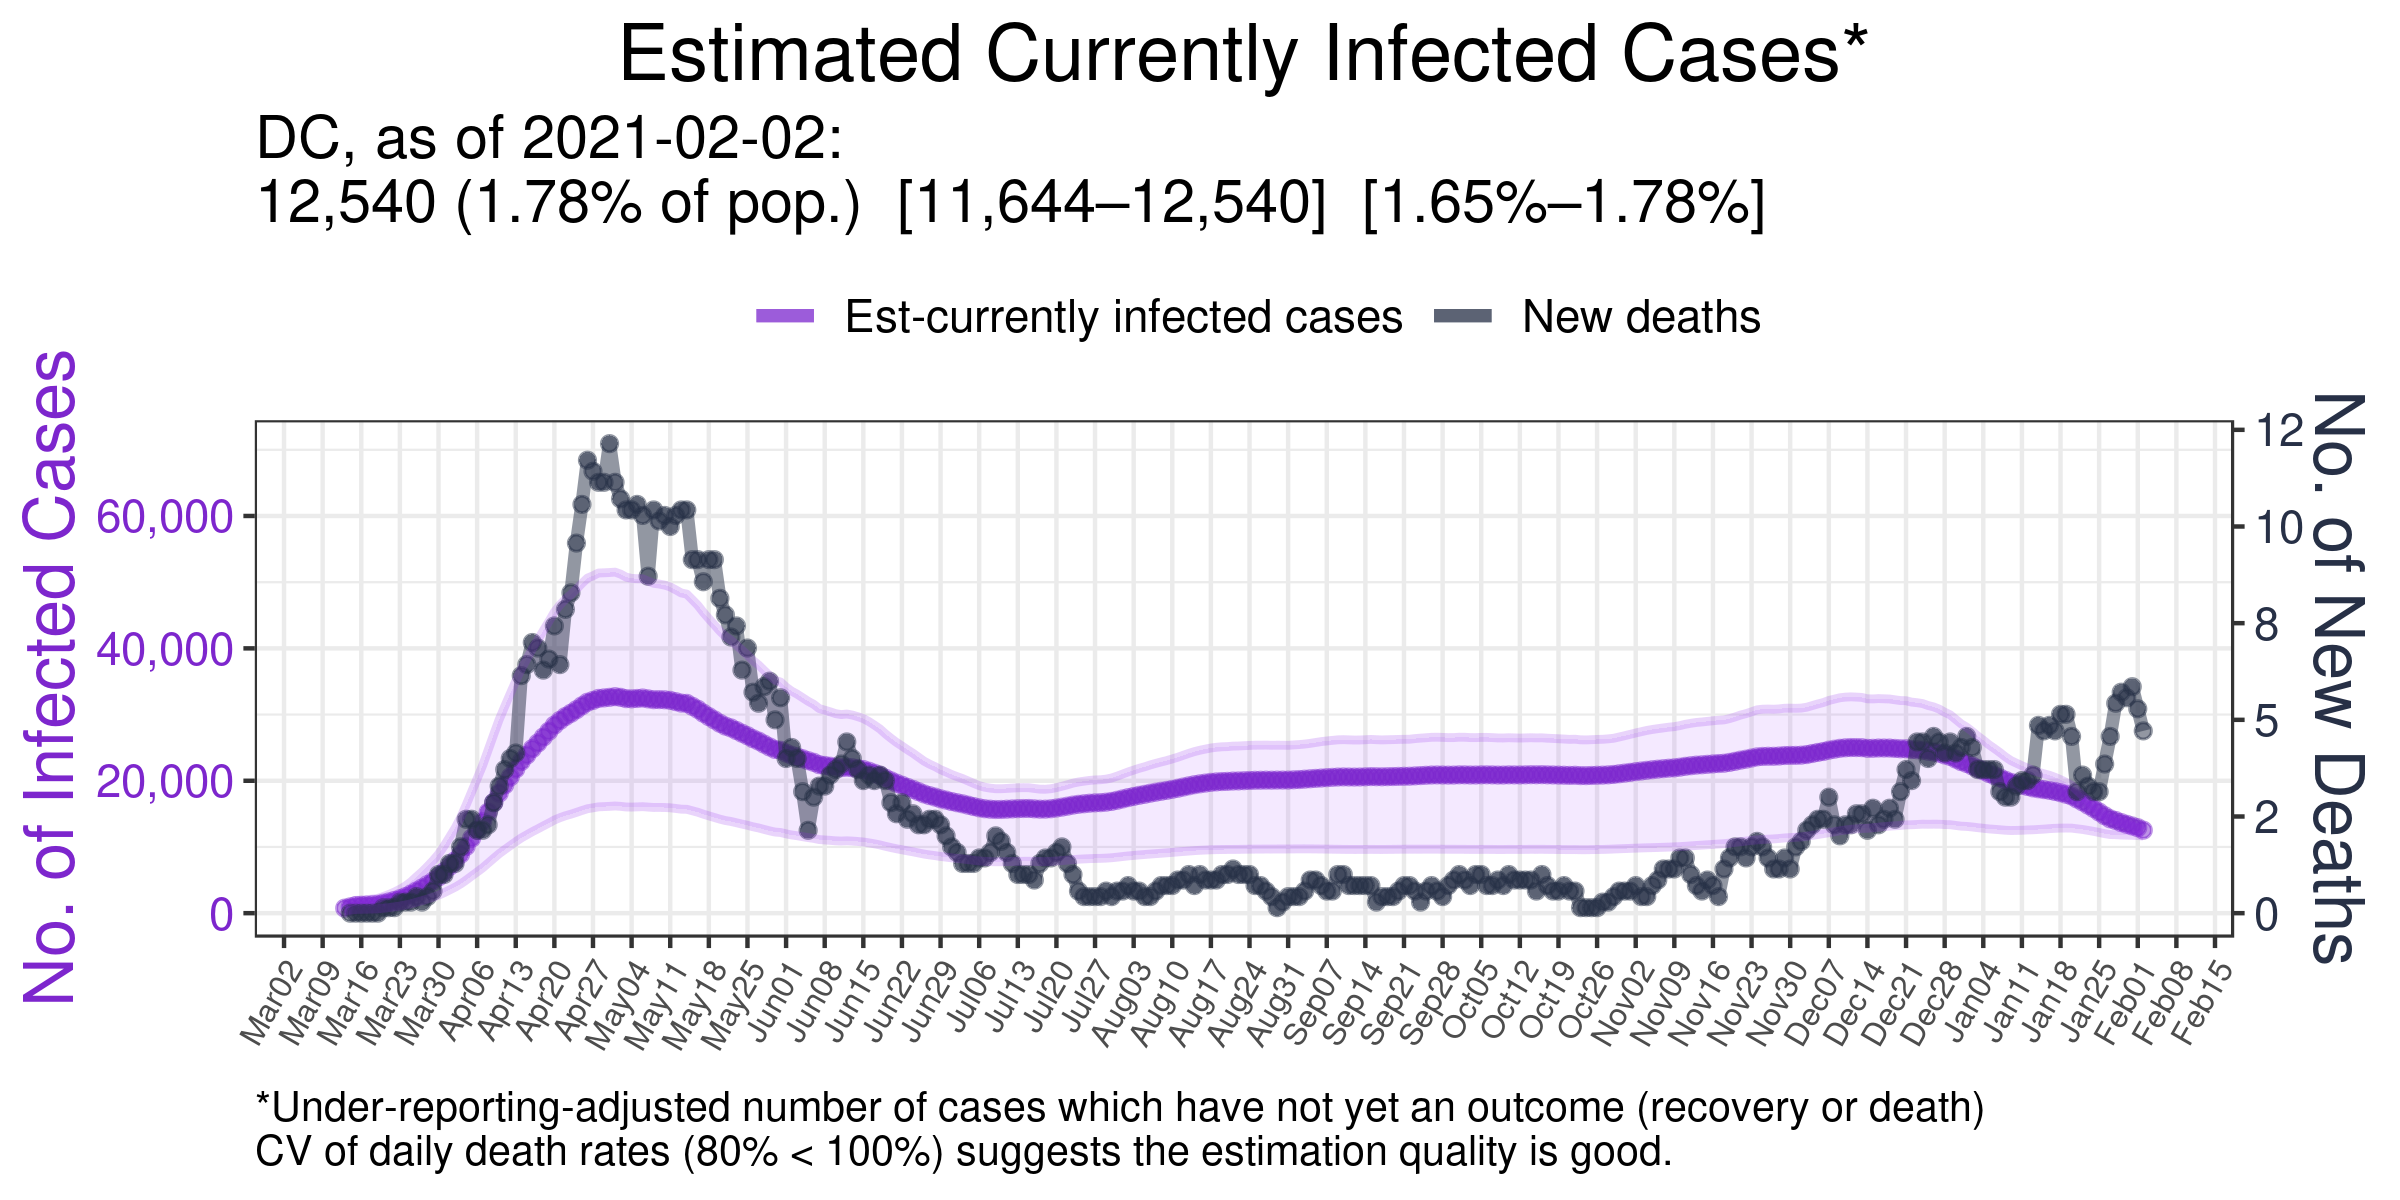 Estimated Currently Infected Cases*
DC, as of 2021-02-02:
12,540 (1.78% of pop.) [11,644–12,540] [1.65%–1.78%]
Est-currently infected cases
New deaths
No. of Infected Cases
60,000
40,000
20,000
0
12
10
8
5
2
0
No. of New Deaths
Mar02
Mar09
Mar16
Mar23
Mar30
Apr06
Apr13
Apr20
Apr27
May04
May11
May18
May25
Jun01
Jun08
Jun15
Jun22
Jun29
Jul06
Jul13
Jul20
Jul27
Aug03
Aug10
Aug17
Aug24
Aug31
Sep07
Sep14
Sep21
Sep28
Oct05
Oct12
Oct19
Oct26
Nov02
Nov09
Nov16
Nov23
Nov30
Dec07
Dec14
Dec21
Dec28
Jan04
Jan11
Jan18
Jan25
Feb01
Feb08
Feb15
*Under-reporting-adjusted number of cases which have not yet an outcome (recovery or death)
CV of daily death rates (80% < 100%) suggests the estimation quality is good.